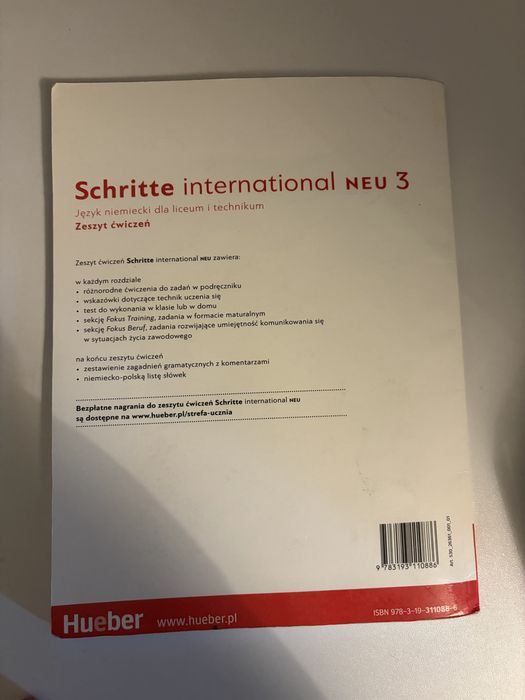 Schritte international NEU 3
Język niemiecki dla liceum i technikum
Zeszyt ćwiczeń
Zeszyt ćwiczeń Schritte international NEU zawiera:
w każdym rozdziale
• różnorodne ćwiczenia do zadań w podręczniku
• wskazówki dotyczące technik uczenia się
• test do wykonania w klasie lub w domu
• sekcję Fokus Training, zadania w formacie maturalnym
• sekcję Fokus Beruf, zadania rozwijające umiejętność komunikowania się
w sytuacjach życia zawodowego
na końcu zeszytu ćwiczeń
• zestawienie zagadnień gramatycznych z komentarzami
• niemiecko-polską listę słówek
Bezpłatne nagrania do zeszytu ćwiczeń Schritte international NEU
są dostępne na www.hueber.pl/strefa-ucznia
9 783193 110886
Art. 530_26381_001_01
ISBN 978-3-19-311088-6
Hueber www.hueber.pl